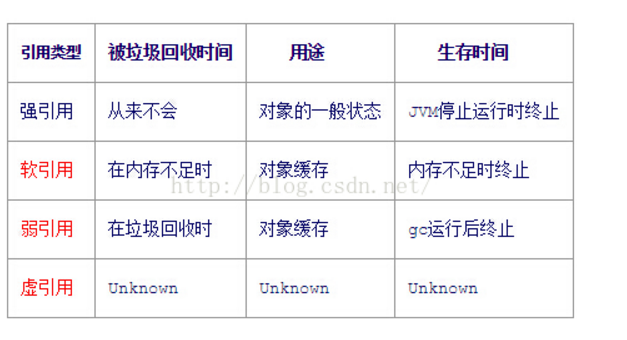 引用类型 被垃圾回收时间 用途 生存时间
强引用 从来不会 对象的一般状态 JVM停止运行时终止
软引用 在内存不足时 对象缓存 内存不足时终止
http://blog.csdn.net/
弱引用 在垃圾回收时 对象缓存 gc运行后终止
虚引用 Unknown Unknown Unknown